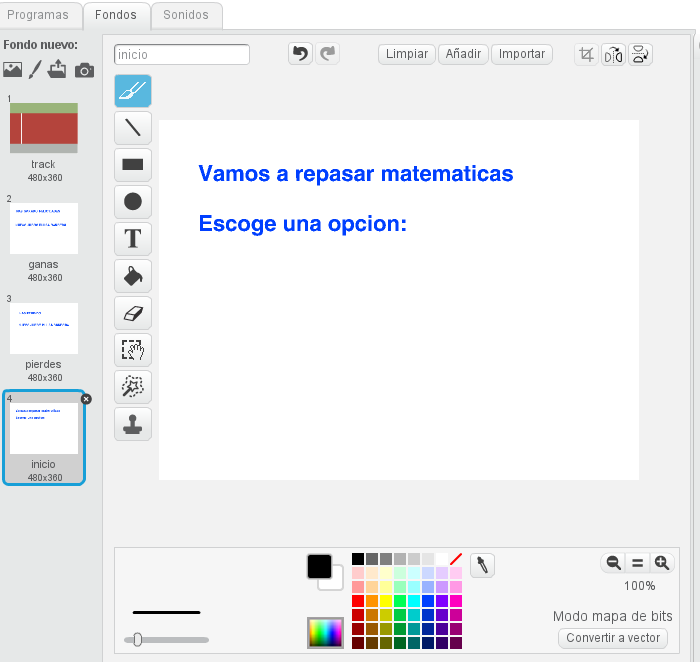 Programas Fondos Sonidos
Fondo nuevo:
inicio Limpiar Añadir Importar
1
track
480x360
2
ganas
480x360
3
pierdes
480x360
4
inicio
480x360
T
Vamos a repasar matematicas
Escoge una opcion:
100%
Modo mapa de bits
Convertir a vector